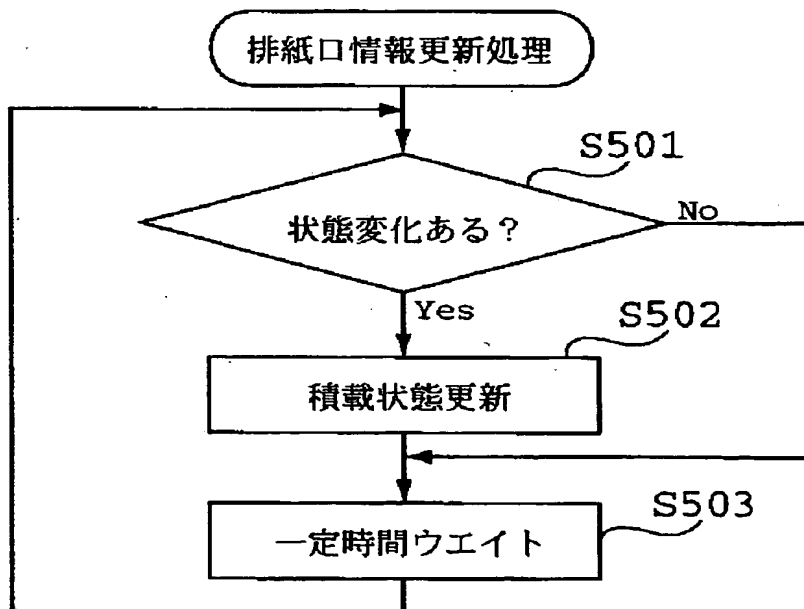 排紙口情報更新処理
S501
状態変化ある?
No
Yes
S502
積載状態更新
S503
一定時間ウエイト